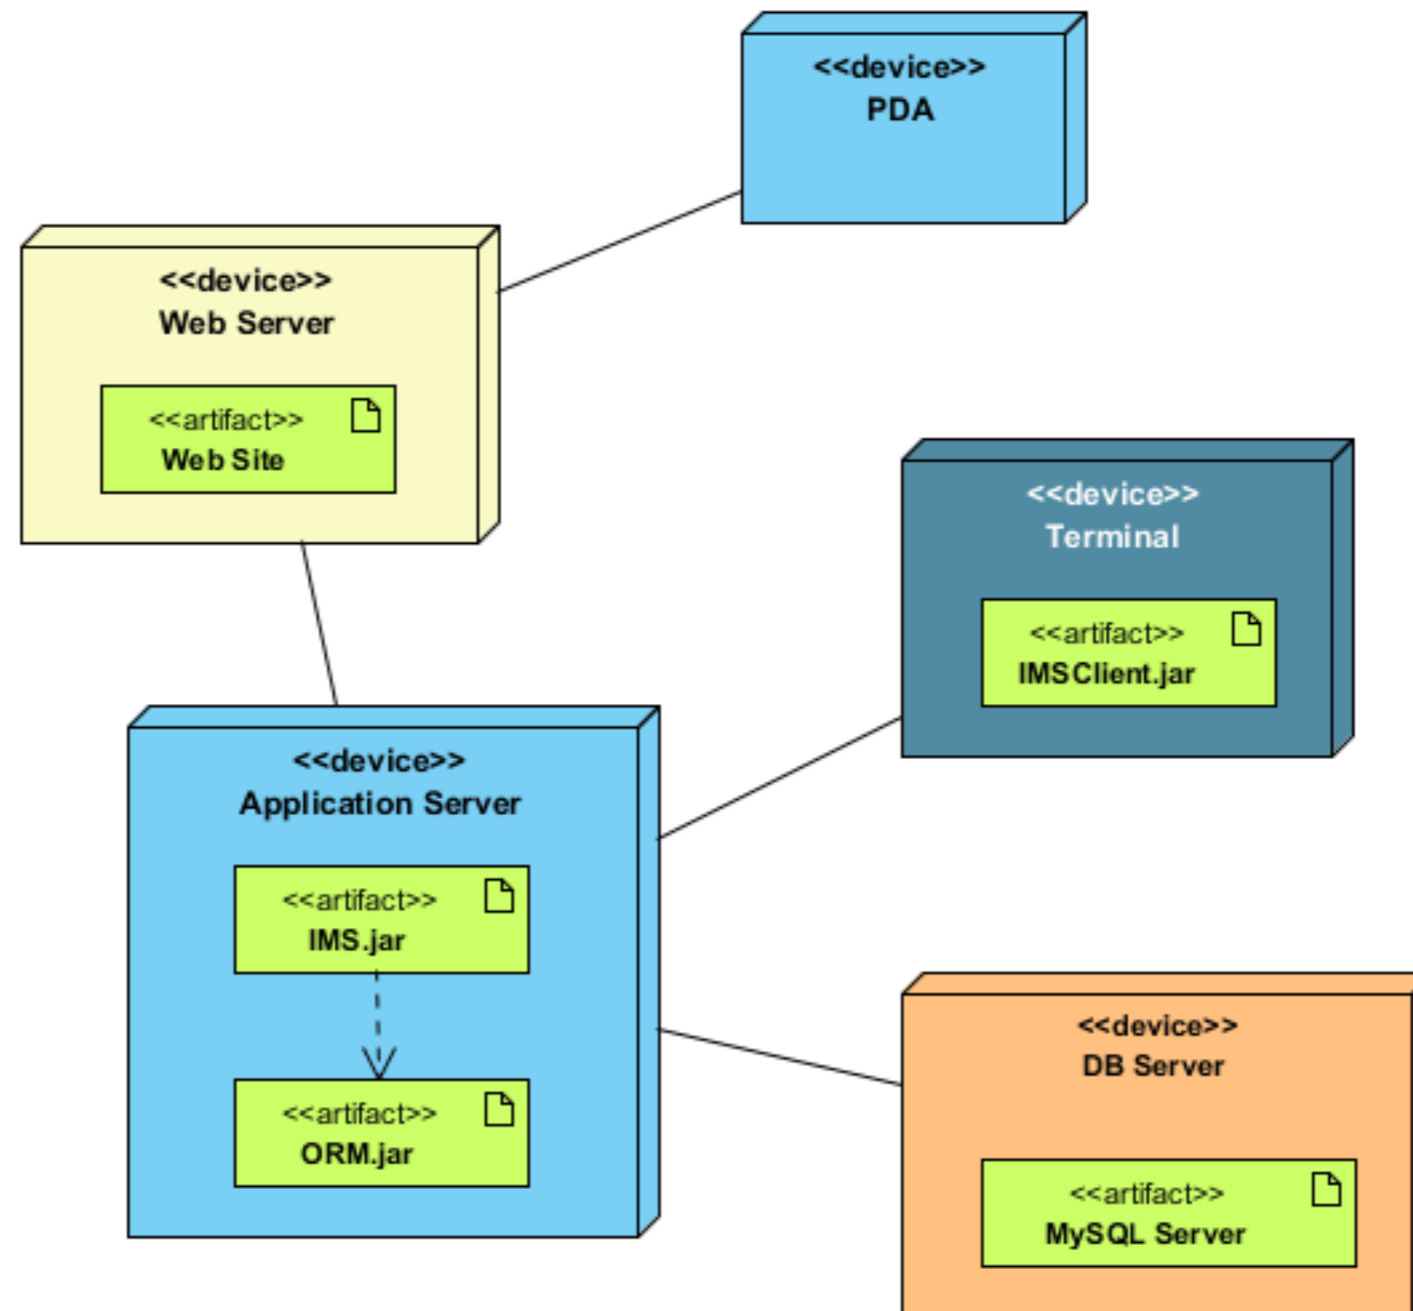 <<device>>
PDA
<<device>>
Web Server
<<artifact>>
Web Site
<<device>>
Terminal
<<artifact>>
IMSClient.jar
<<device>>
Application Server
<<artifact>>
IMS.jar
<<artifact>>
ORM.jar
<<device>>
DB Server
<<artifact>>
MySQL Server